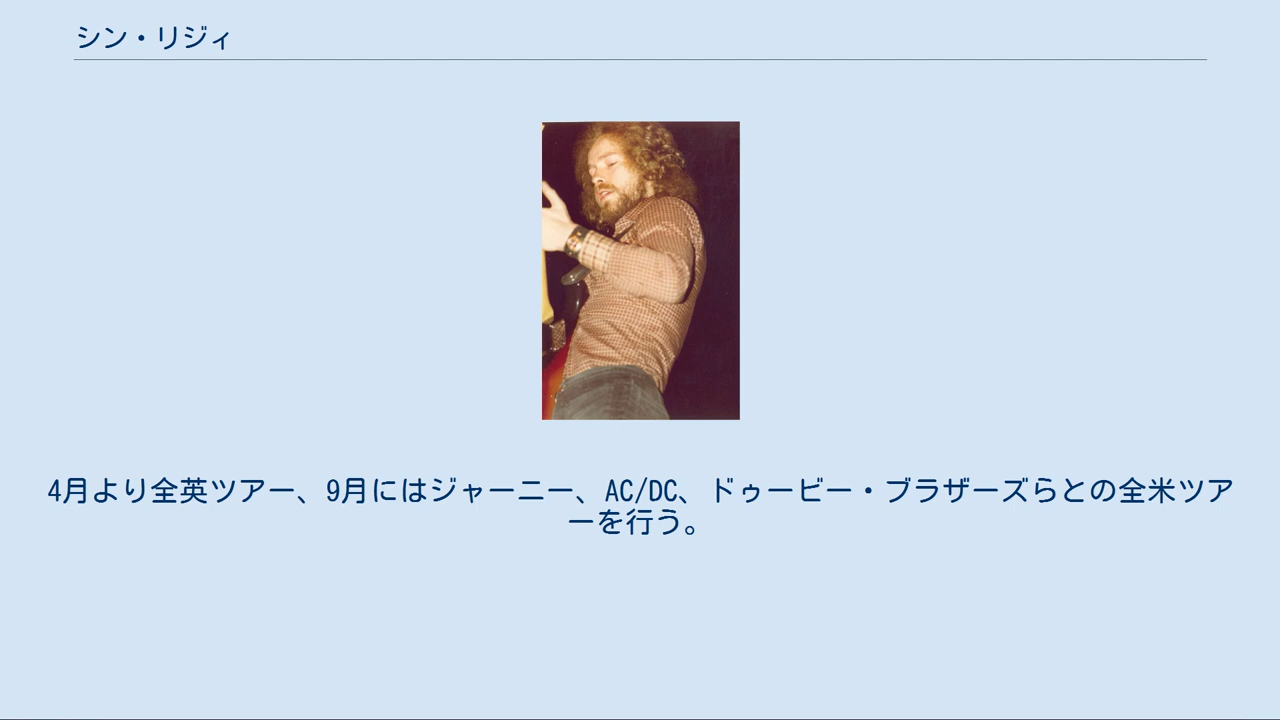 シン・リジィ
4月より全英ツアー、9月にはジャーニー、AC/DC、ドゥービー・ブラザーズらとの全米ツア
ーを行う。